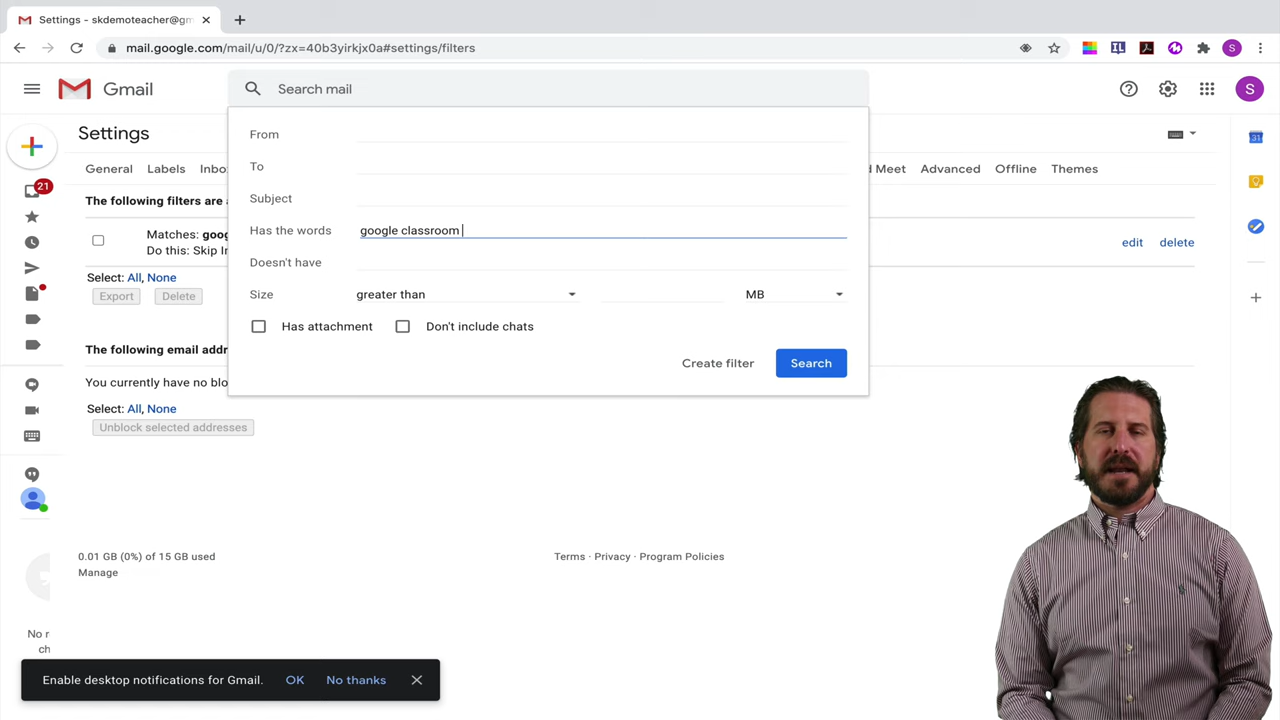 Settings - skdemoteacher@gm
mail.google.com/mail/u/0/?zx=40b3yirkjx0a#settings/filters
S
Gmail
Search mail
S
Settings
From
To
General Labels Inbo
d Meet Advanced Offline Themes
21
31
The following filters are a
Subject
Matches: goog
Do this: Skip In
Has the words google classroom
edit delete
Doesn't have
Select: All, None
Export Delete
Size greater than MB
Has attachment Don't include chats
The following email addr
Create filter Search
You currently have no blo
Select: All, None
Unblock selected addresses
0.01 GB (0%) of 15 GB used
Manage
Terms · Privacy · Program Policies
No r
ch
Enable desktop notifications for Gmail. OK No thanks